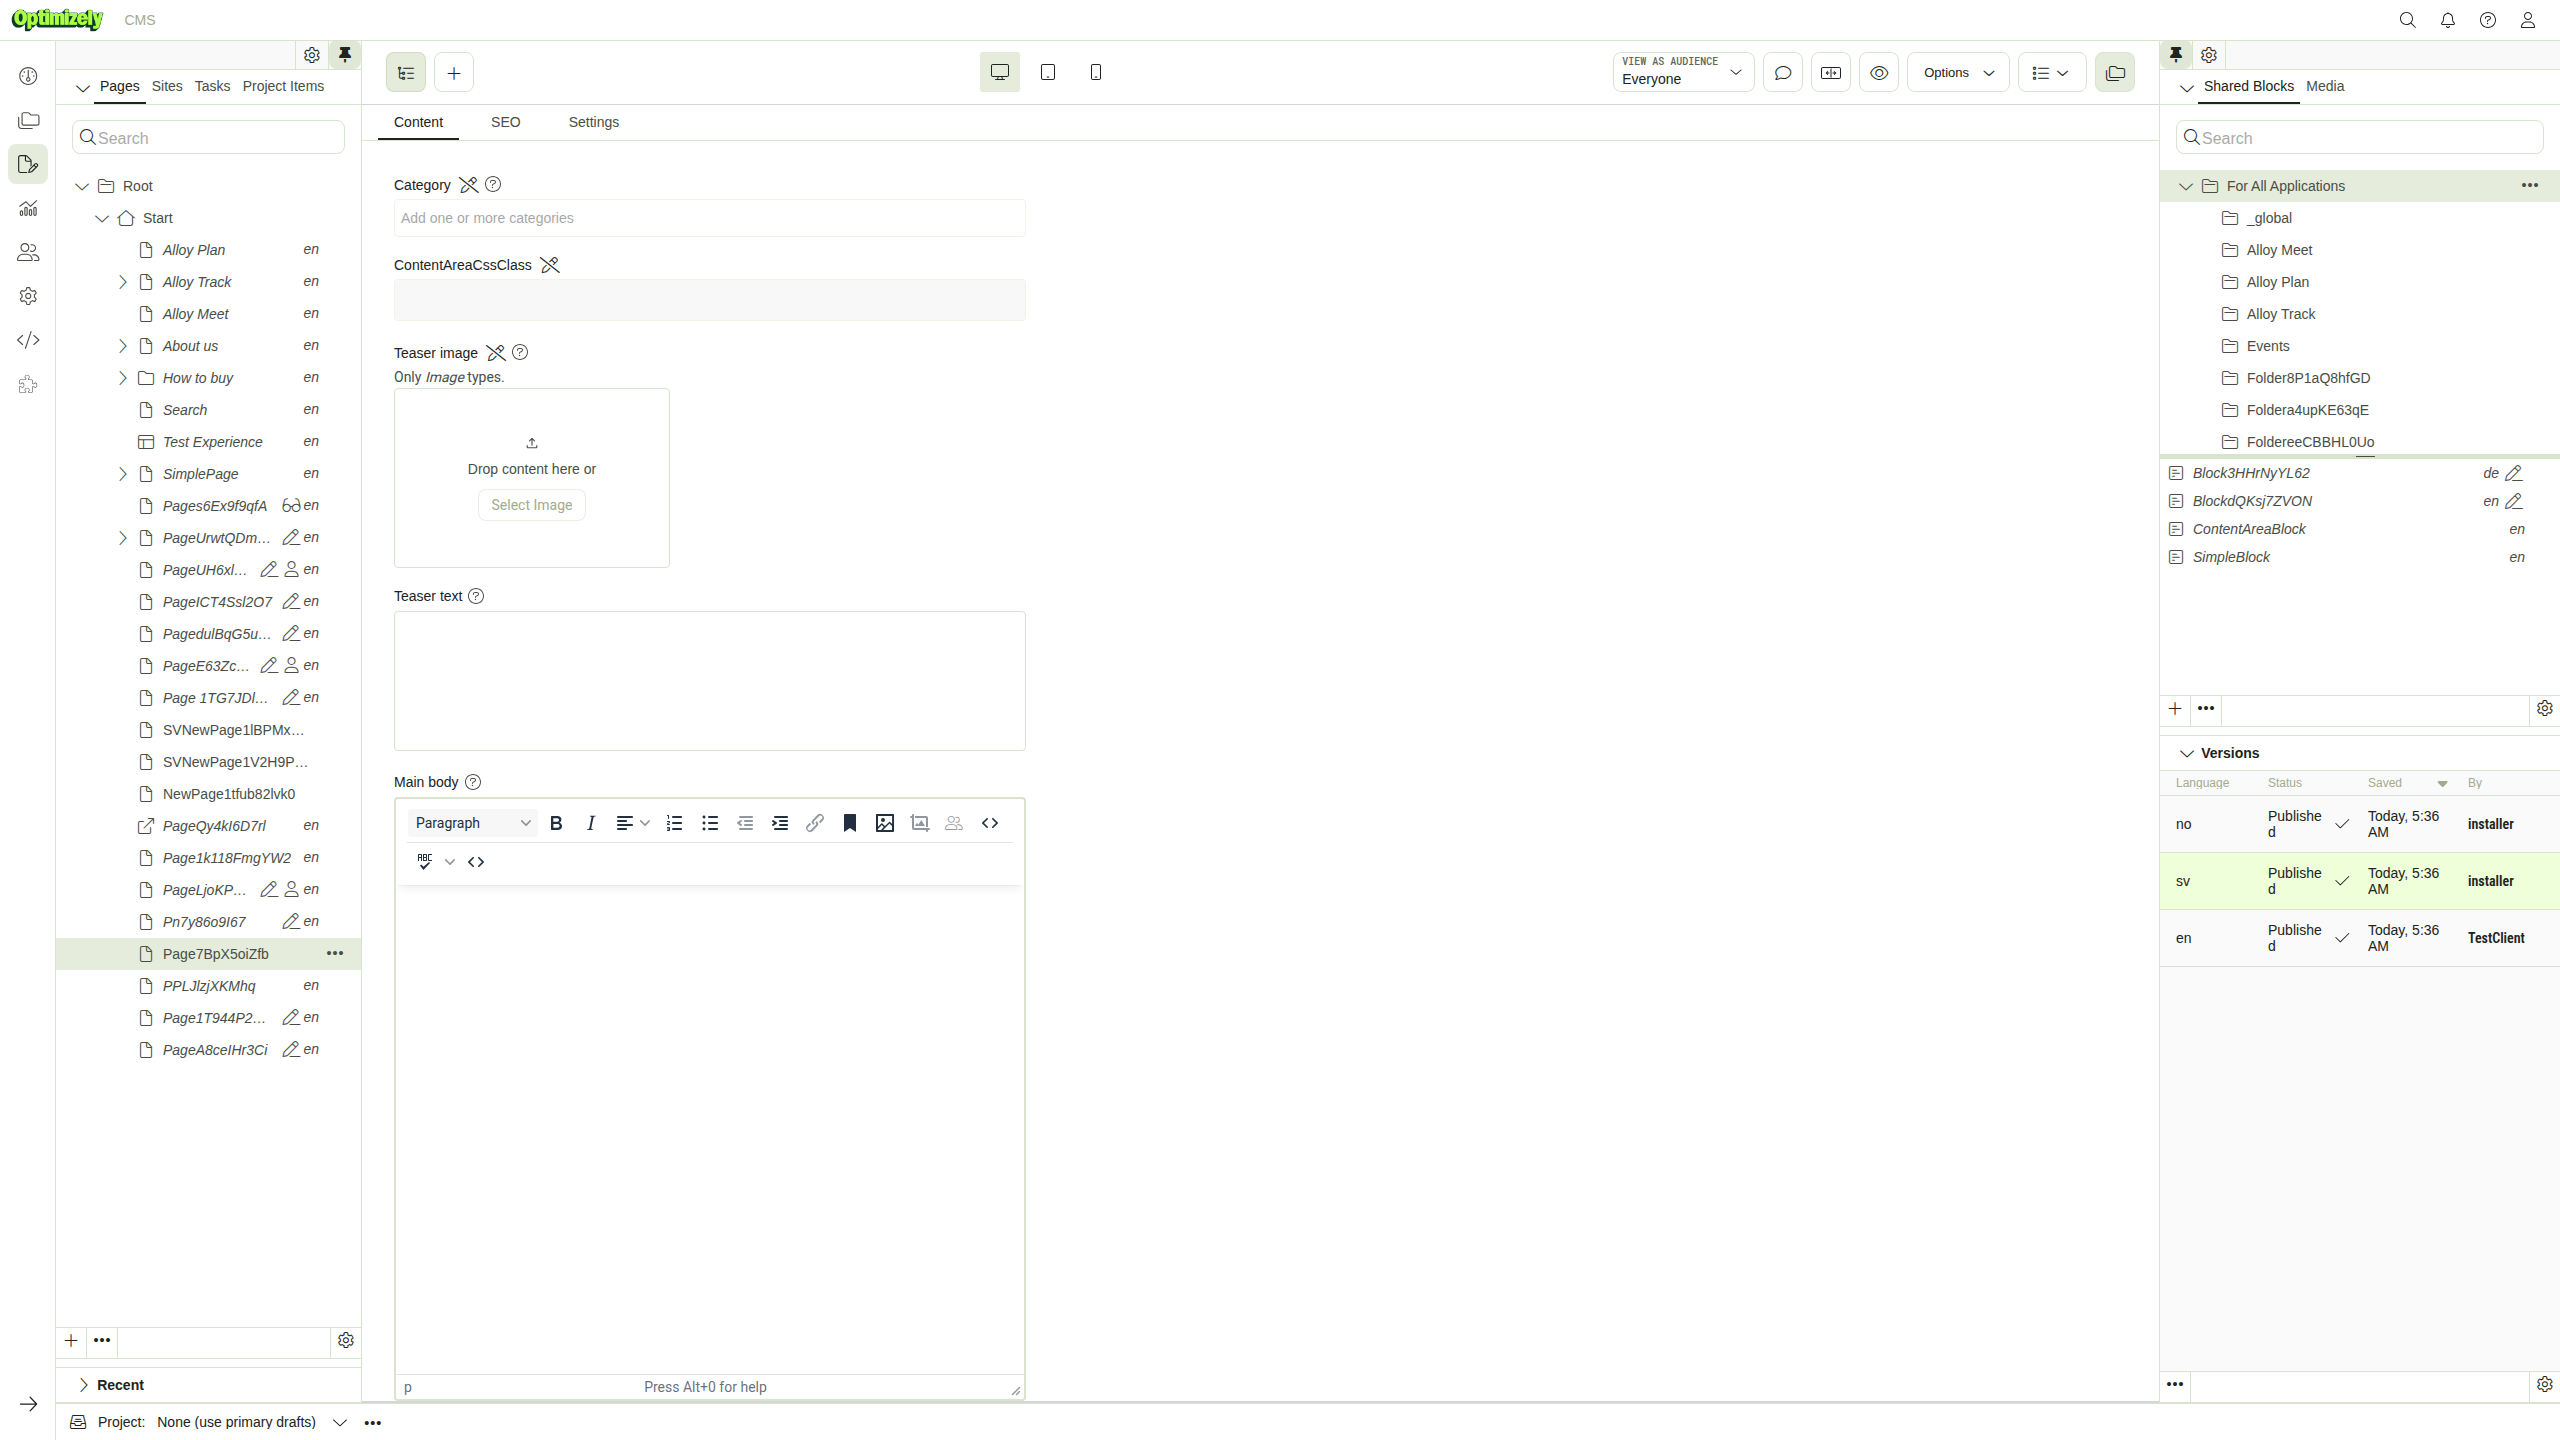 Optimizely CMS
Pages Sites Tasks Project Items
Search
Root
Start
Alloy Plan en
Alloy Track en
Alloy Meet en
About us en
How to buy en
Search en
Test Experience en
SimplePage en
Pages6Ex9f9qfA en
PageUrwtQDm… en
PageUH6xl… en
PageICT4Ssl2O7 en
PagedulBqG5u… en
PageE63Zc… en
Page 1TG7JDl… en
SVNewPage1lBPMx…
SVNewPage1V2H9P…
NewPage1tfub82lvk0
PageQy4kI6D7rl en
Page1k118FmgYW2 en
PageLjoKP… en
Pn7y86o9I67 en
Page7BpX5oiZfb
PPLJlzjXKMhq en
Page1T944P2… en
PageA8ceIHr3Ci en
Recent
Project: None (use primary drafts)
VIEW AS AUDIENCE
Everyone
Options
Content SEO Settings
Category
Add one or more categories
ContentAreaCssClass
Teaser image
Only Image types.
Drop content here or
Select Image
Teaser text
Main body
Paragraph
ABC
p Press Alt+0 for help
Shared Blocks Media
Search
For All Applications
_global
Alloy Meet
Alloy Plan
Alloy Track
Events
Folder8P1aQ8hfGD
Foldera4upKE63qE
FoldereeCBBHL0Uo
Block3HHrNyYL62 de
BlockdQKsj7ZVON en
ContentAreaBlock en
SimpleBlock en
Versions
Language Status Saved By
no Publishe
d Today, 5:36
AM installer
sv Publishe
d Today, 5:36
AM installer
en Publishe
d Today, 5:36
AM TestClient